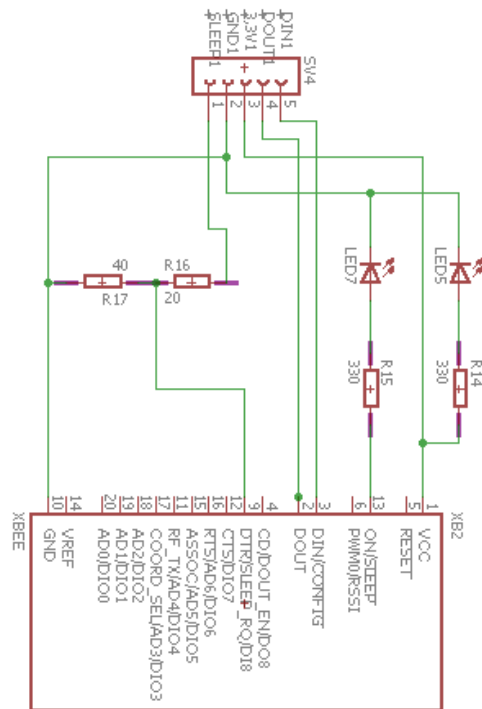 +DIN1
DOUT1
+3,3V1
+GND1
+SLEEP1
SV4
1
2
3
4
5
40
R16
R17
20
LED7
LED5
R15
330
R14
330
10
14
20
19
18
17
11
15
16
12
9
4
2
3
6
13
5
1
XBEE
XB2
GND
VREF
AD0/DIO0
AD1/DIO1
AD2/DIO2
COORD_SEL/AD3/DIO3
RF_TX/AD4/DIO4
ASSOC/AD5/DIO5
RTS/AD6/DIO6
CTS/DIO7
DTR/SLEEP_RQ/DI8
CD/DOUT_EN/DO8
DOUT
DIN/CONFIG
PWM0/RSSI
ON/SLEEP
RESET
VCC